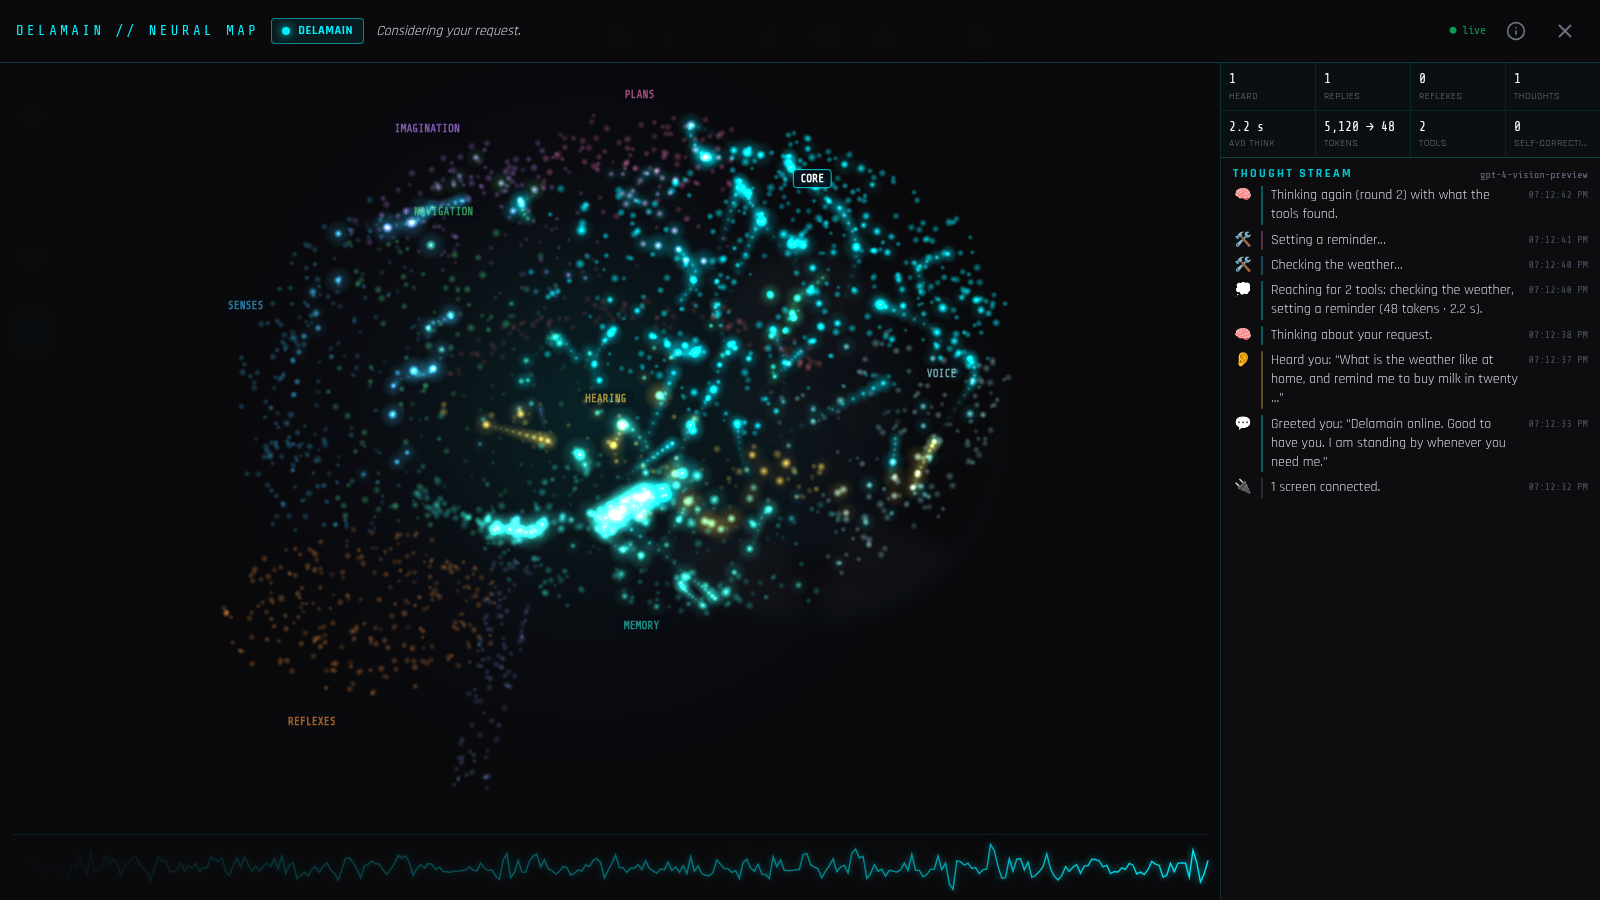 DELAMAIN // NEURAL MAP
DELAMAIN
Considering your request.
live
PLANS
IMAGINATION
CORE
NAVIGATION
SENSES
VOICE
HEARING
MEMORY
REFLEXES
1
HEARD
1
REPLIES
0
REFLEXES
1
THOUGHTS
2.2 s
AVG THINK
5,120 → 48
TOKENS
2
TOOLS
0
SELF-CORRECTI…
THOUGHT STREAM
gpt-4-vision-preview
Thinking again (round 2) with what the
tools found.
07:12:42 PM
Setting a reminder…
07:12:41 PM
Checking the weather…
07:12:40 PM
Reaching for 2 tools: checking the weather,
setting a reminder (48 tokens · 2.2 s).
07:12:40 PM
Thinking about your request.
07:12:38 PM
Heard you: “What is the weather like at
home, and remind me to buy milk in twenty
…”
07:12:37 PM
Greeted you: “Delamain online. Good to
have you. I am standing by whenever you
need me.”
07:12:33 PM
1 screen connected.
07:12:32 PM